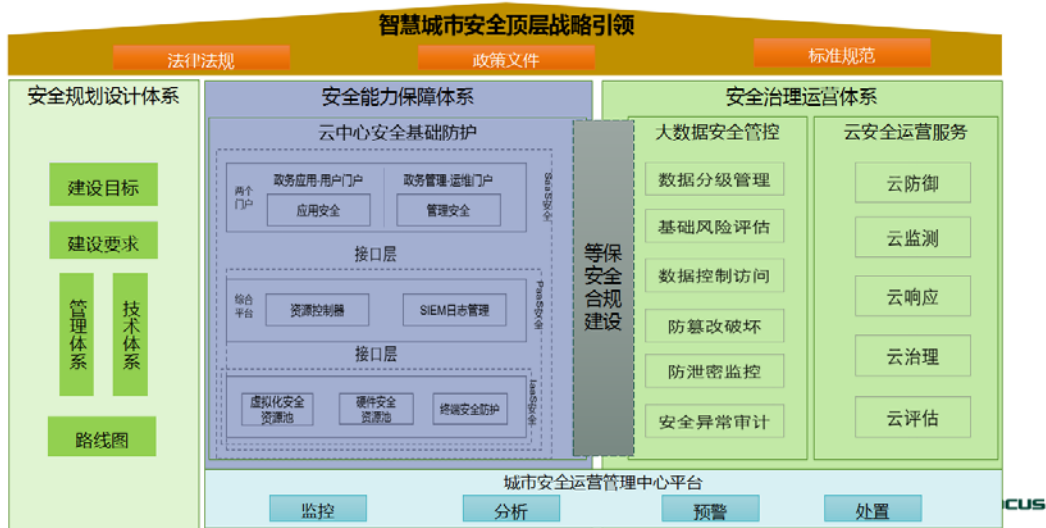 智慧城市安全顶层战略引领
法律法规
政策文件
标准规范
安全规划设计体系
建设目标
建设要求
管理体系
技术体系
路线图
安全能力保障体系
云中心安全基础防护
两个
门户
政务应用-用户门户
应用安全
政务管理-运维门户
管理安全
SaaS安全
接口层
综合
平台
资源控制器
SIEM日志管理
PaaS安全
接口层
虚拟化安全
资源池
硬件安全
资源池
终端安全防护
IaaS安全
等保
安全
合规
建设
安全治理运营体系
大数据安全管控
数据分级管理
基础风险评估
数据控制访问
防篡改破坏
防泄密监控
安全异常审计
云安全运营服务
云防御
云监测
云响应
云治理
云评估
城市安全运营管理中心平台
监控
分析
预警
处置